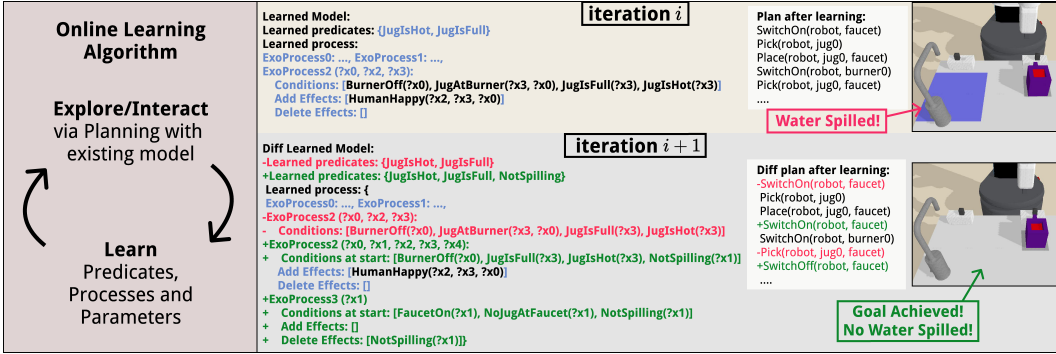 Online Learning
Algorithm
Explore/Interact
via Planning with
existing model
Learn
Predicates,
Processes and
Parameters
iteration i
Learned Model:
Learned predicates: {JugIsHot, JugIsFull}
Learned process:
ExoProcess0: ..., ExoProcess1: ...,
ExoProcess2 (?x0, ?x2, ?x3):
Conditions: [BurnerOff(?x0), JugAtBurner(?x3, ?x0), JugIsFull(?x3), JugIsHot(?x3)]
Add Effects: [HumanHappy(?x2, ?x3, ?x0)]
Delete Effects: []
Plan after learning:
SwitchOn(robot, faucet)
Pick(robot, jug0)
Place(robot, jug0, faucet)
SwitchOn(robot, burner0)
Pick(robot, jug0, faucet)
....
Water Spilled!
iteration i + 1
Diff Learned Model:
-Learned predicates: {JugIsHot, JugIsFull}
+Learned predicates: {JugIsHot, JugIsFull, NotSpilling}
Learned process: {
ExoProcess0: ..., ExoProcess1: ...,
-ExoProcess2 (?x0, ?x2, ?x3):
- Conditions: [BurnerOff(?x0), JugAtBurner(?x3, ?x0), JugIsFull(?x3), JugIsHot(?x3)]
+ExoProcess2 (?x0, ?x1, ?x2, ?x3, ?x4):
+ Conditions at start: [BurnerOff(?x0), JugIsFull(?x3), JugIsHot(?x3), NotSpilling(?x1)]
Add Effects: [HumanHappy(?x2, ?x3, ?x0)]
Delete Effects: []
+ExoProcess3 (?x1)
+ Conditions at start: [FaucetOn(?x1), NoJugAtFaucet(?x1), NotSpilling(?x1)]
+ Add Effects: []
+ Delete Effects: [NotSpilling(?x1)]}
Diff plan after learning:
-SwitchOn(robot, faucet)
Pick(robot, jug0)
Place(robot, jug0, faucet)
+SwitchOn(robot, faucet)
SwitchOn(robot, burner0)
-Pick(robot, jug0, faucet)
+SwitchOff(robot, faucet)
....
Goal Achieved!
No Water Spilled!